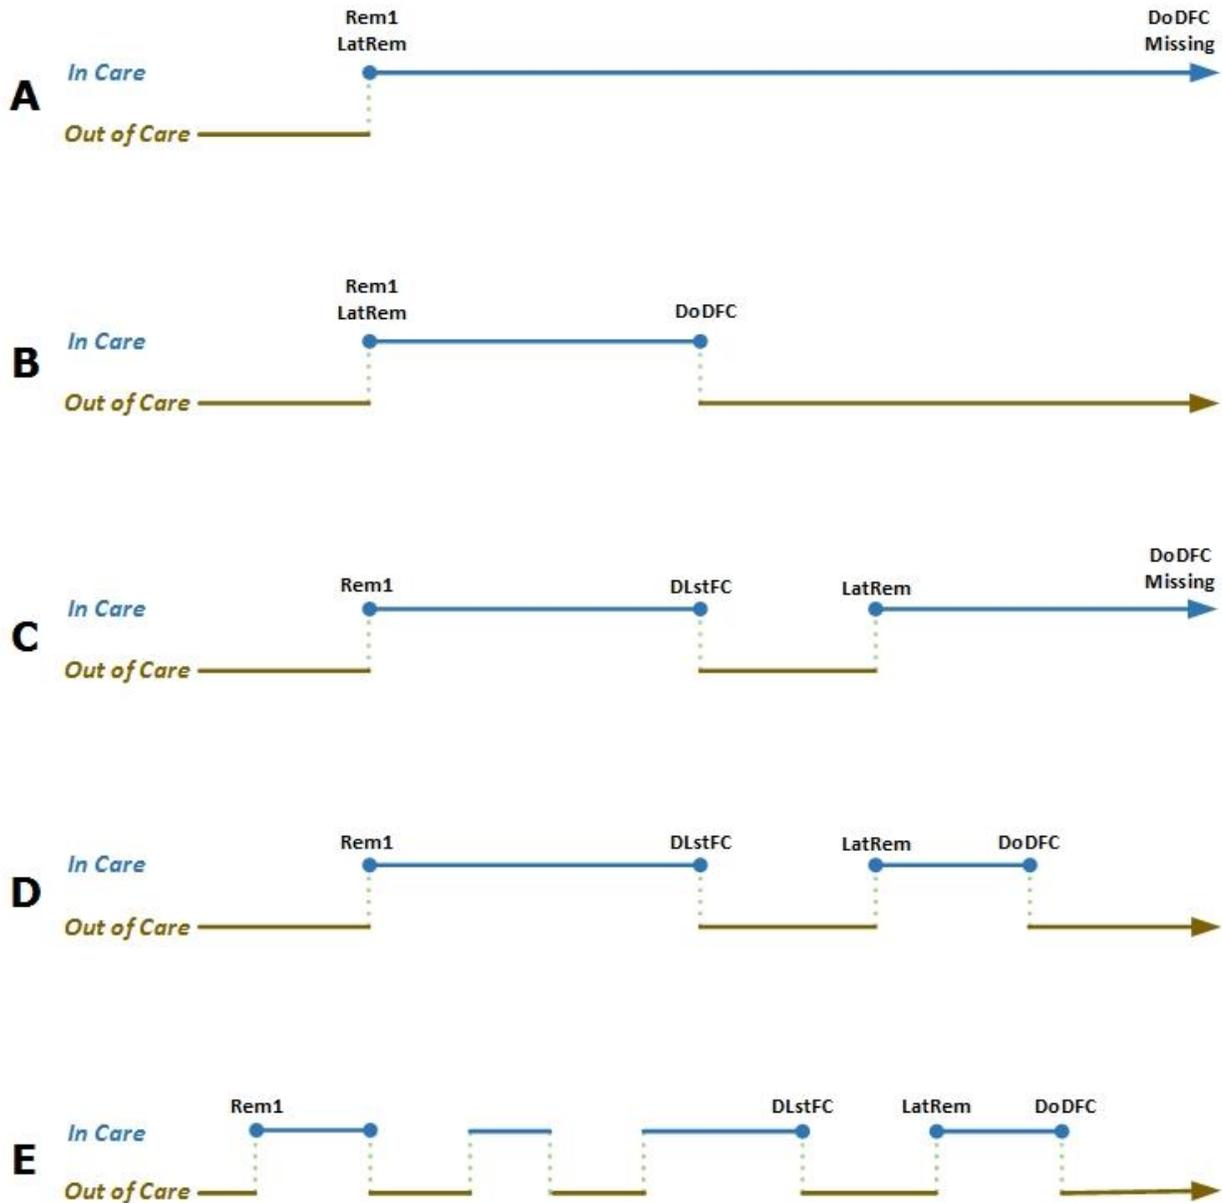 Rem1
LatRem
DoDFC
Missing
In Care
A
Out of Care
Rem1
LatRem
DoDFC
In Care
B
Out of Care
Rem1
DLstFC
LatRem
DoDFC
Missing
In Care
C
Out of Care
Rem1
DLstFC
LatRem
DoDFC
In Care
D
Out of Care
Rem1
DLstFC
LatRem
DoDFC
In Care
E
Out of Care